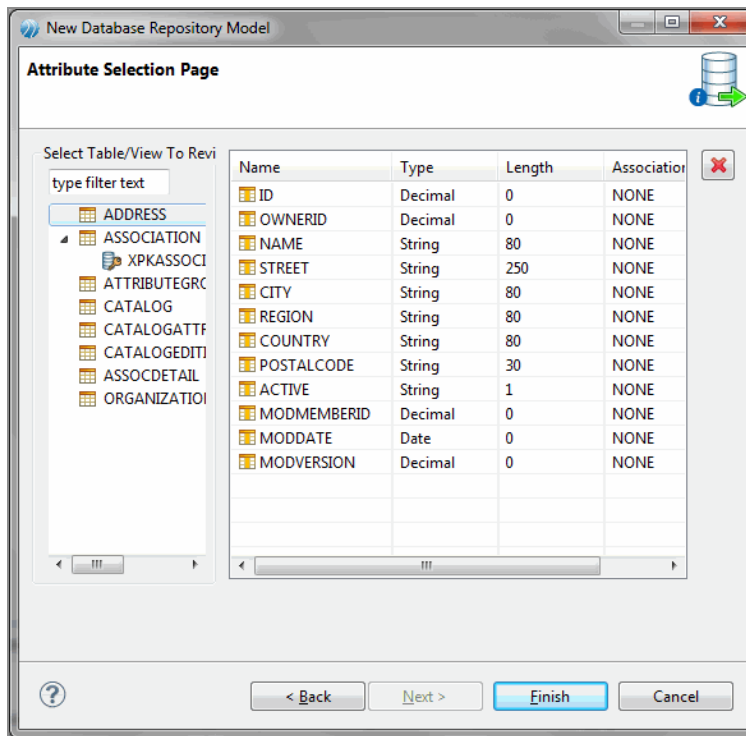 New Database Repository Model
Attribute Selection Page
Select Table/View To Revi
type filter text
ADDRESS
ASSOCIATION
XPKASSOCI
ATTRIBUTEGRO
CATALOG
CATALOGATTR
CATALOGEDITI
ASSOCDETAIL
ORGANIZATIO
Name Type Length Association
ID Decimal 0 NONE
OWNERID Decimal 0 NONE
NAME String 80 NONE
STREET String 250 NONE
CITY String 80 NONE
REGION String 80 NONE
COUNTRY String 80 NONE
POSTALCODE String 30 NONE
ACTIVE String 1 NONE
MODMEMBERID Decimal 0 NONE
MODDATE Date 0 NONE
MODVERSION Decimal 0 NONE
? < Back Next > Finish Cancel